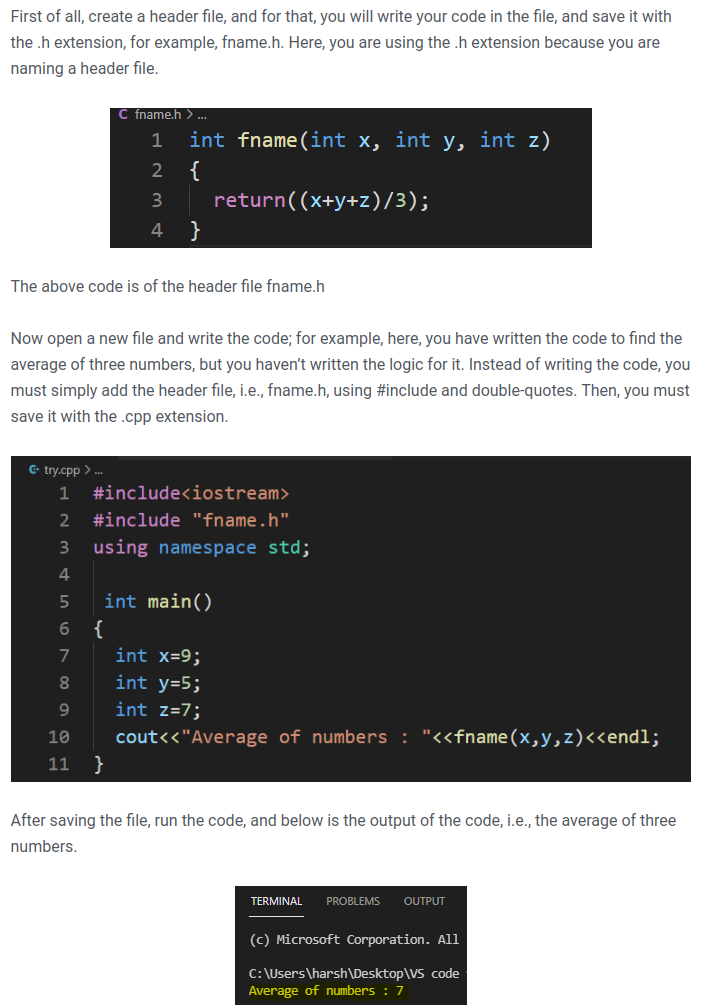 First of all, create a header file, and for that, you will write your code in the file, and save it with
the .h extension, for example, fname.h. Here, you are using the .h extension because you are
naming a header file.
C fname.h > ...
1 int fname(int x, int y, int z)
2 {
3 return((x+y+z)/3);
4 }
The above code is of the header file fname.h
Now open a new file and write the code; for example, here, you have written the code to find the
average of three numbers, but you haven’t written the logic for it. Instead of writing the code, you
must simply add the header file, i.e., fname.h, using #include and double-quotes. Then, you must
save it with the .cpp extension.
C+ try.cpp > ...
1 #include<iostream>
2 #include "fname.h"
3 using namespace std;
4
5 int main()
6 {
7 int x=9;
8 int y=5;
9 int z=7;
10 cout<<"Average of numbers : "<<fname(x,y,z)<<endl;
11 }
After saving the file, run the code, and below is the output of the code, i.e., the average of three
numbers.
TERMINAL PROBLEMS OUTPUT
(c) Microsoft Corporation. All
C:\Users\harsh\Desktop\VS code
Average of numbers : 7